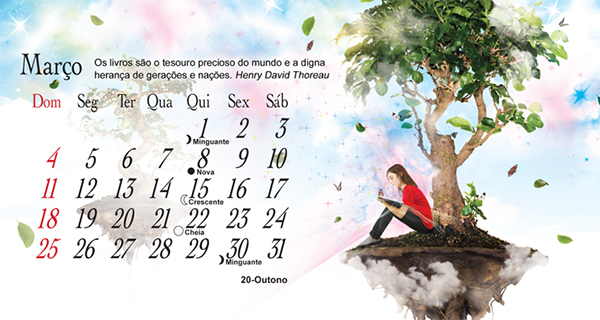 Março
Os livros são o tesouro precioso do mundo e a digna
herança de gerações e nações. Henry David Thoreau
Dom Seg Ter Qua Qui Sex Sáb
1 2 3
Minguante
4 5 6 7 8 9 10
Nova
11 12 13 14 15 16 17
Crescente
18 19 20 21 22 23 24
Cheia
25 26 27 28 29 30 31
Minguante
20-Outono